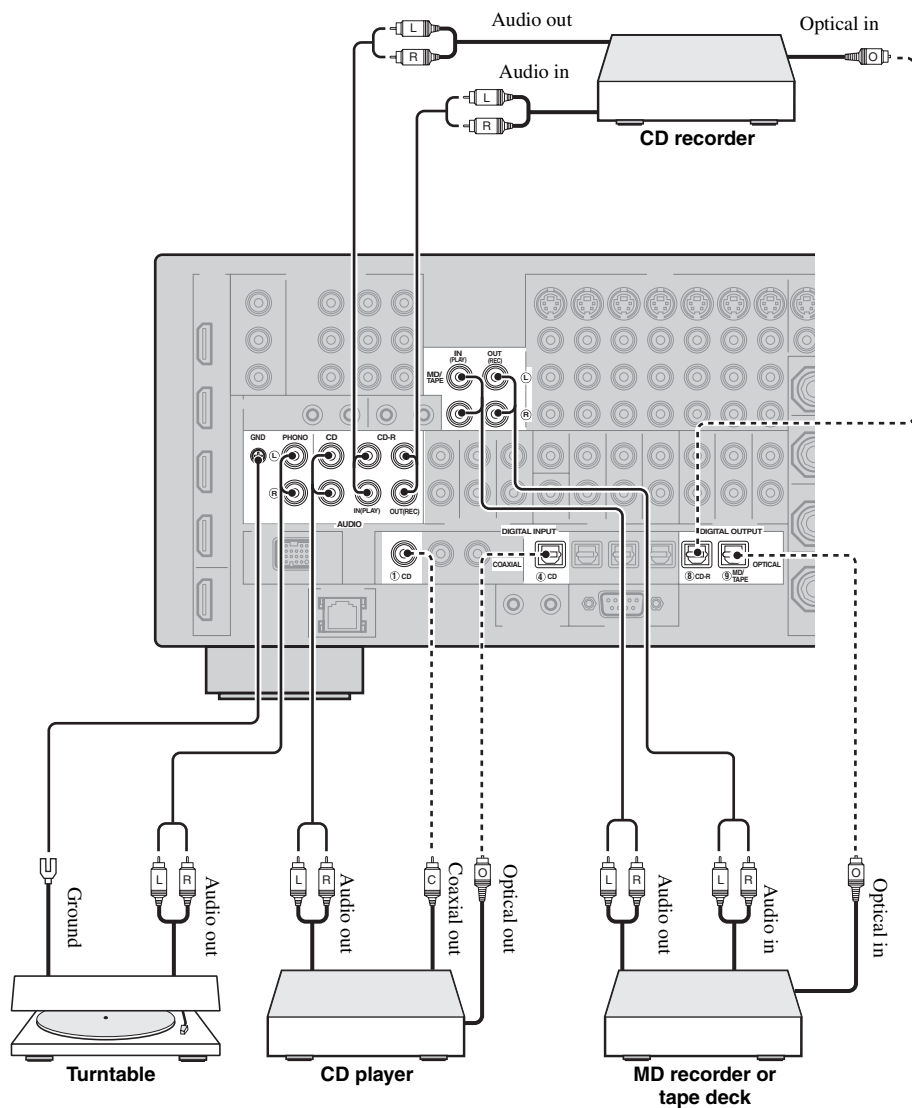 Audio out
Optical in
L
R
O
Audio in
L
R
CD recorder
IN
(PLAY)
OUT
(REC)
MD/
TAPE
L
R
GND
PHONO
CD
CD-R
L
R
IN(PLAY)
OUT(REC)
AUDIO
DIGITAL INPUT
DIGITAL OUTPUT
COAXIAL
OPTICAL
① CD
④ CD
⑧ CD-R
⑨ MD/
TAPE
Ground
L
R
Audio out
L
R
Audio out
C
Coaxial out
O
Optical out
L
R
Audio out
L
R
Audio in
O
Optical in
Turntable
CD player
MD recorder or
tape deck